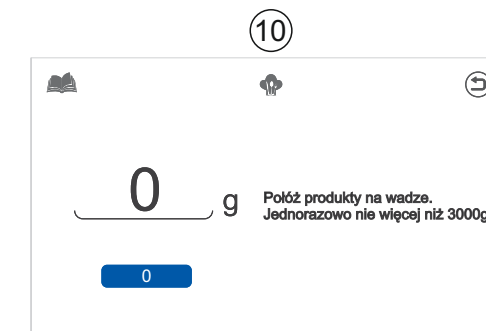 10
0 g
Połóż produkty na wadze.
Jednorazowo nie więcej niż 3000g
0